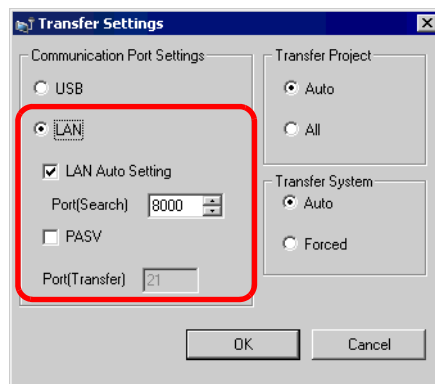 Transfer Settings
Communication Port Settings
USB
LAN
LAN Auto Setting
Port(Search) 8000
PASV
Port(Transfer) 21
Transfer Project
Auto
All
Transfer System
Auto
Forced
OK
Cancel